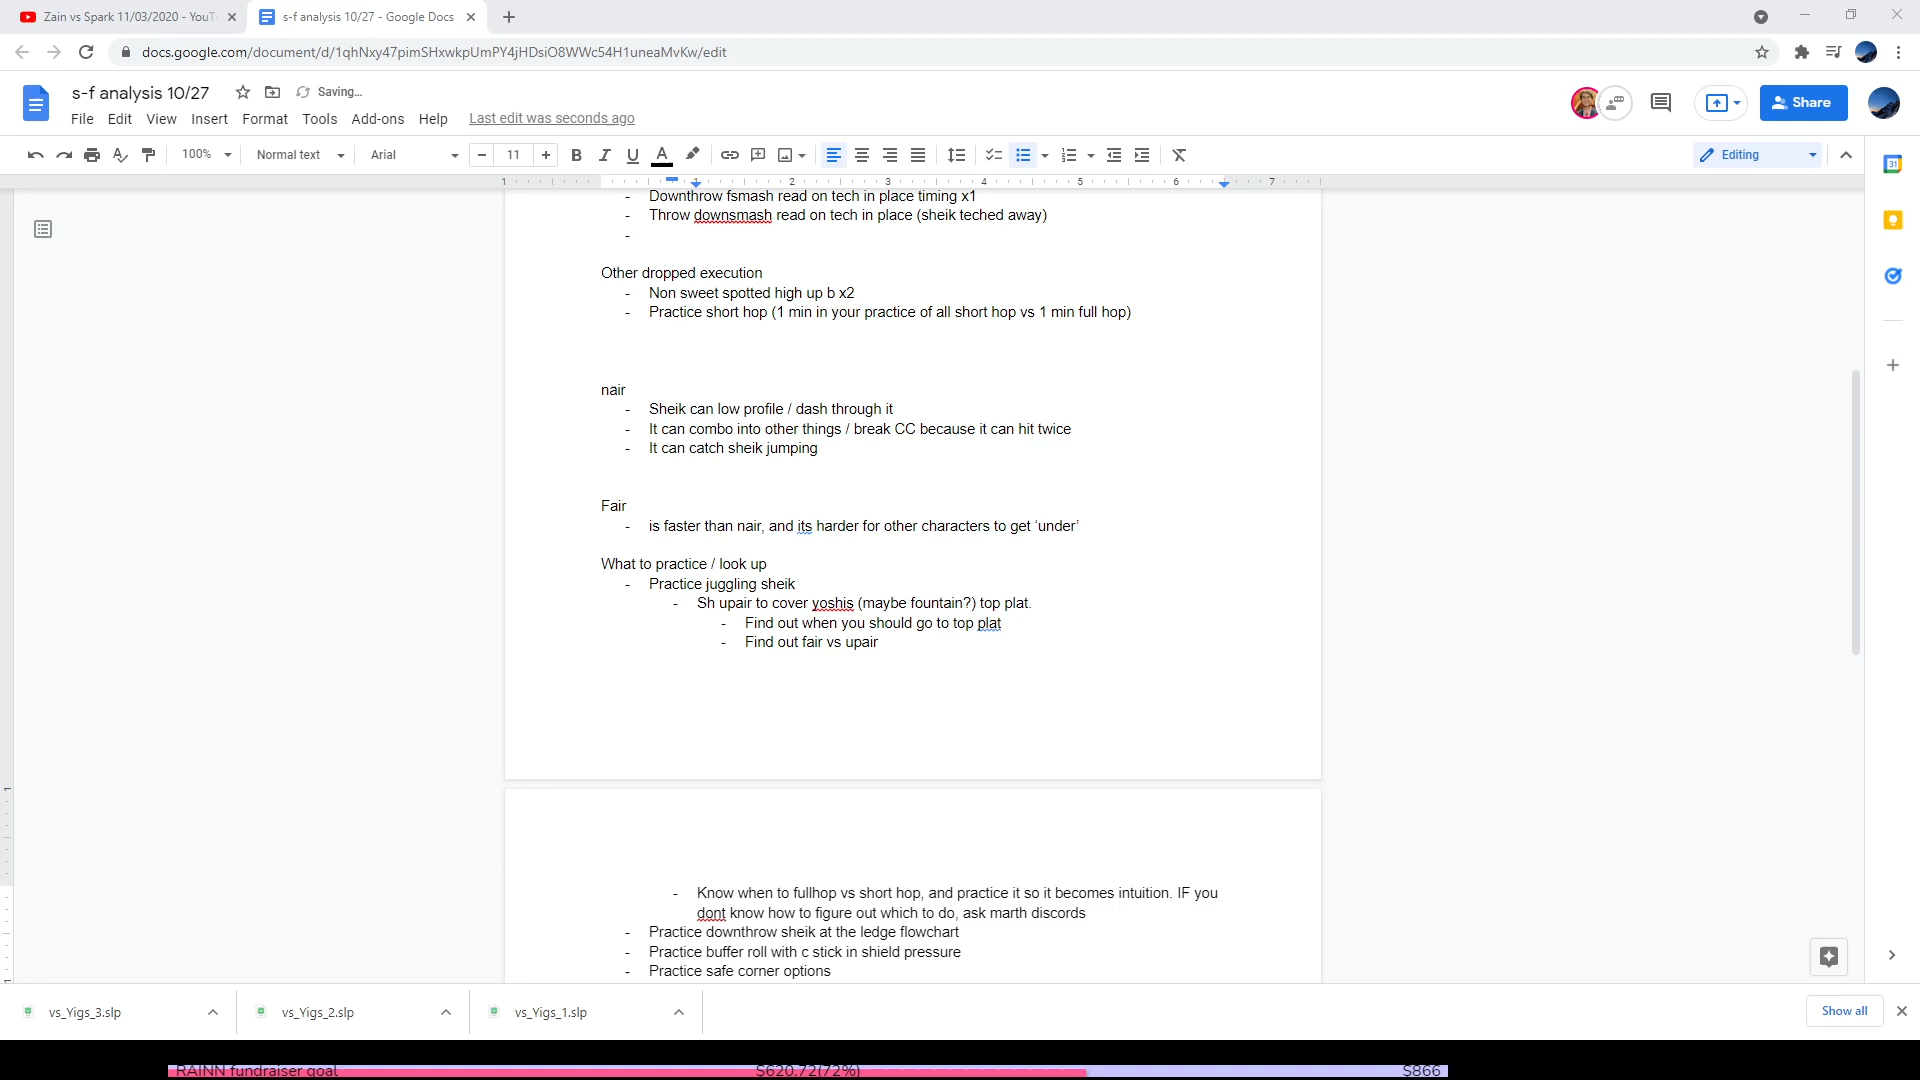 Zain vs Spark 11/03/2020 - YouT
s-f analysis 10/27 - Google Docs
docs.google.com/document/d/1qhNxy47pimSHxwkpUmPY4jHDsiO8WWc54H1uneaMvKw/edit
s-f analysis 10/27
Saving...
Share
File Edit View Insert Format Tools Add-ons Help Last edit was seconds ago
100% Normal text Arial - 11 + B I U A Editing
1 1 2 3 4 5 6 7
31
- Downthrow fsmash read on tech in place timing x1
- Throw downsmash read on tech in place (sheik teched away)
-
Other dropped execution
- Non sweet spotted high up b x2
- Practice short hop (1 min in your practice of all short hop vs 1 min full hop)
nair
- Sheik can low profile / dash through it
- It can combo into other things / break CC because it can hit twice
- It can catch sheik jumping
Fair
- is faster than nair, and its harder for other characters to get 'under'
What to practice / look up
- Practice juggling sheik
- Sh upair to cover yoshis (maybe fountain?) top plat.
- Find out when you should go to top plat
- Find out fair vs upair
- Know when to fullhop vs short hop, and practice it so it becomes intuition. IF you
dont know how to figure out which to do, ask marth discords
- Practice downthrow sheik at the ledge flowchart
- Practice buffer roll with c stick in shield pressure
- Practice safe corner options
vs_Yigs_3.slp
vs_Yigs_2.slp
vs_Yigs_1.slp
Show all
RAINN fundraiser goal
$620.72(72%)
$866